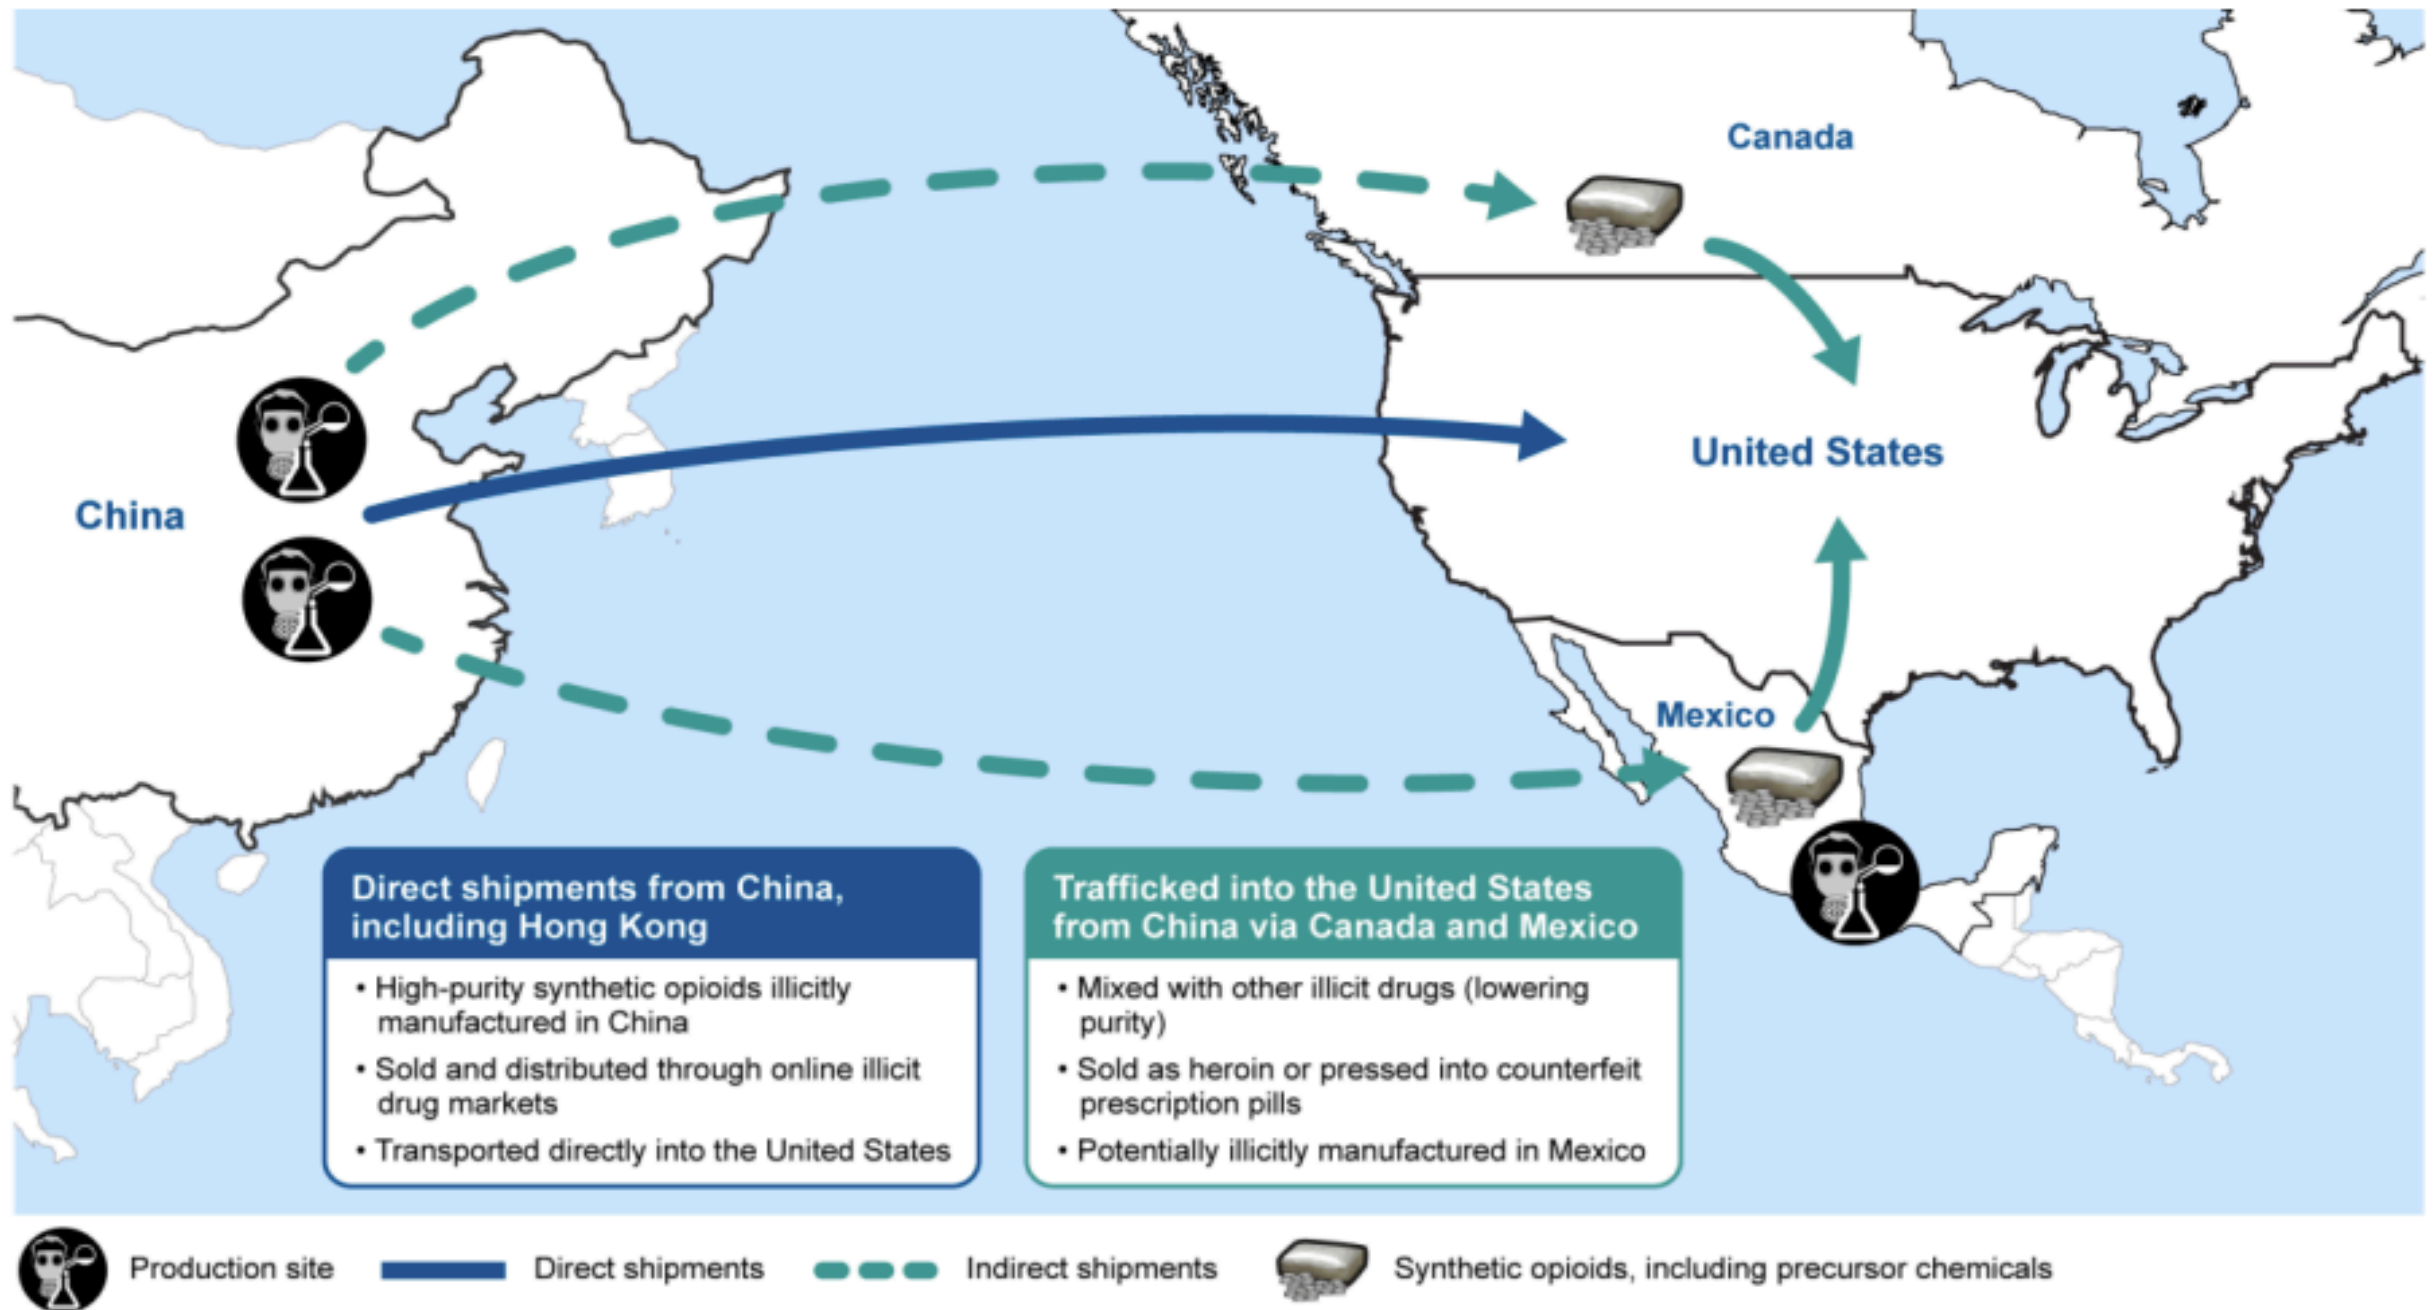 Canada
United States
China
Mexico
Direct shipments from China,
including Hong Kong
• High-purity synthetic opioids illicitly
manufactured in China
• Sold and distributed through online illicit
drug markets
• Transported directly into the United States
Trafficked into the United States
from China via Canada and Mexico
• Mixed with other illicit drugs (lowering
purity)
• Sold as heroin or pressed into counterfeit
prescription pills
• Potentially illicitly manufactured in Mexico
Production site
Direct shipments
Indirect shipments
Synthetic opioids, including precursor chemicals